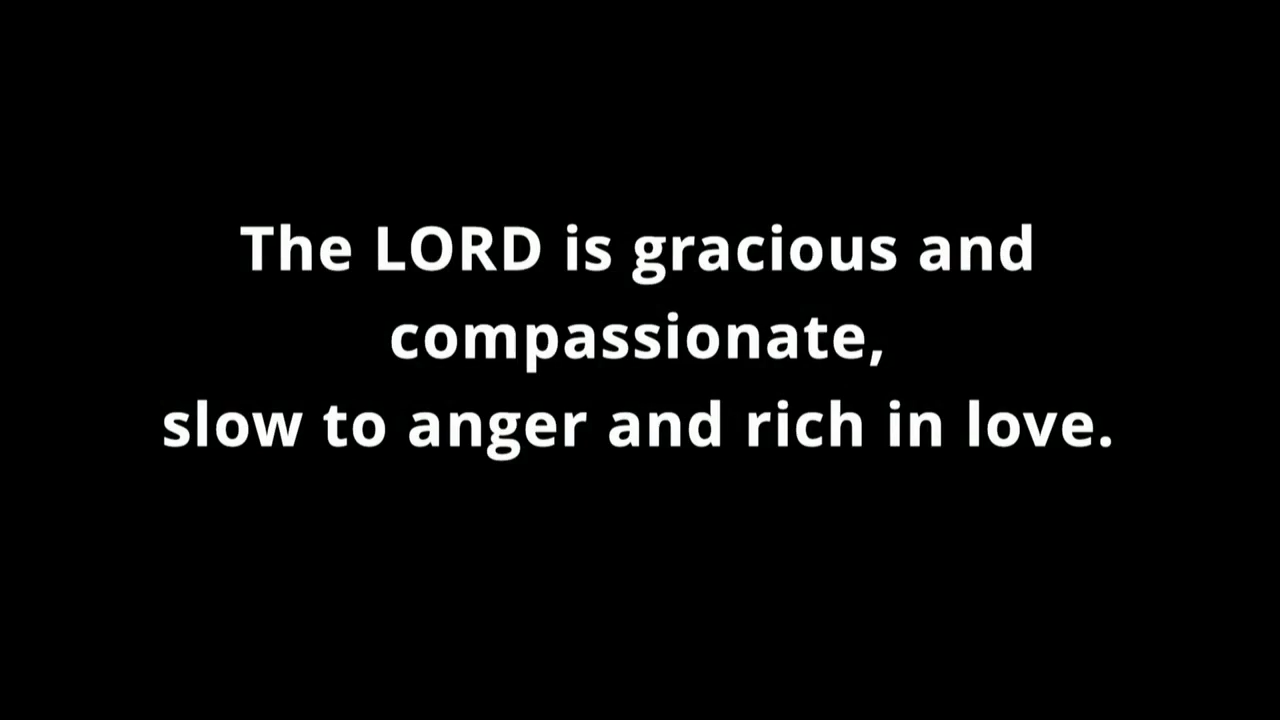 The LORD is gracious and
compassionate,
slow to anger and rich in love.